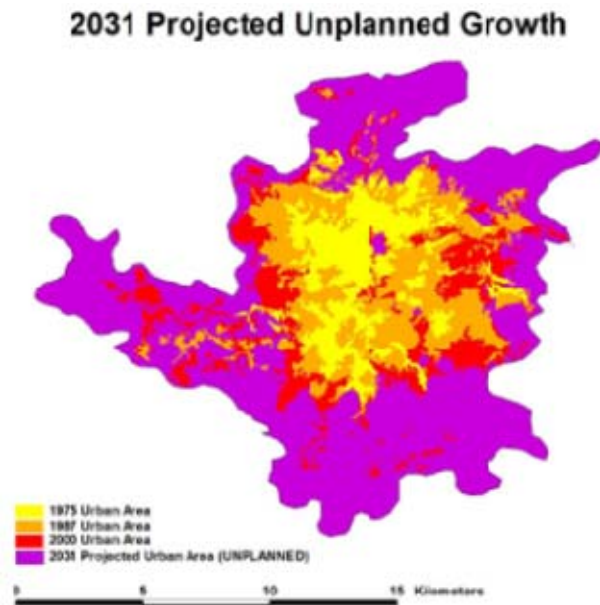 2031 Projected Unplanned Growth
1975 Urban Area
1987 Urban Area
2000 Urban Area
2031 Projected Urban Area (UNPLANNED)
0 5 10 15 Kilometers